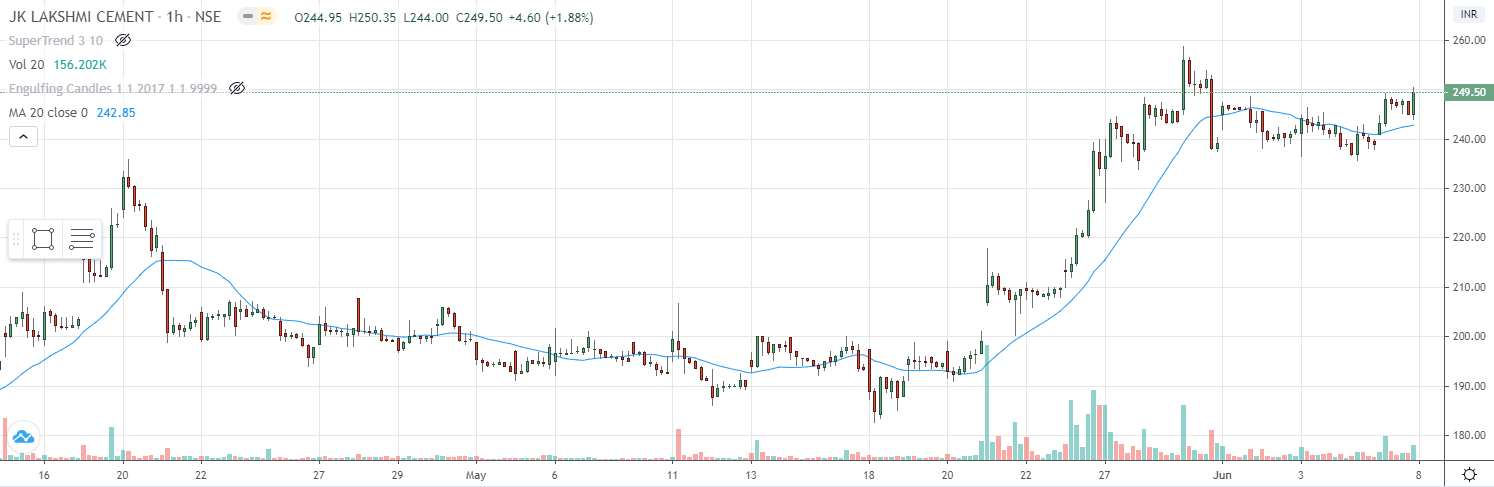 JK LAKSHMI CEMENT · 1h · NSE O244.95 H250.35 L244.00 C249.50 +4.60 (+1.88%) INR
SuperTrend 3 10
Vol 20 156.202K
Engulfing Candles 1 1 2017 1 1 9999
MA 20 close 0 242.85
260.00
249.50
240.00
230.00
220.00
210.00
200.00
190.00
180.00
16 20 22 27 29 May 6 11 13 18 20 22 27 Jun 3 8